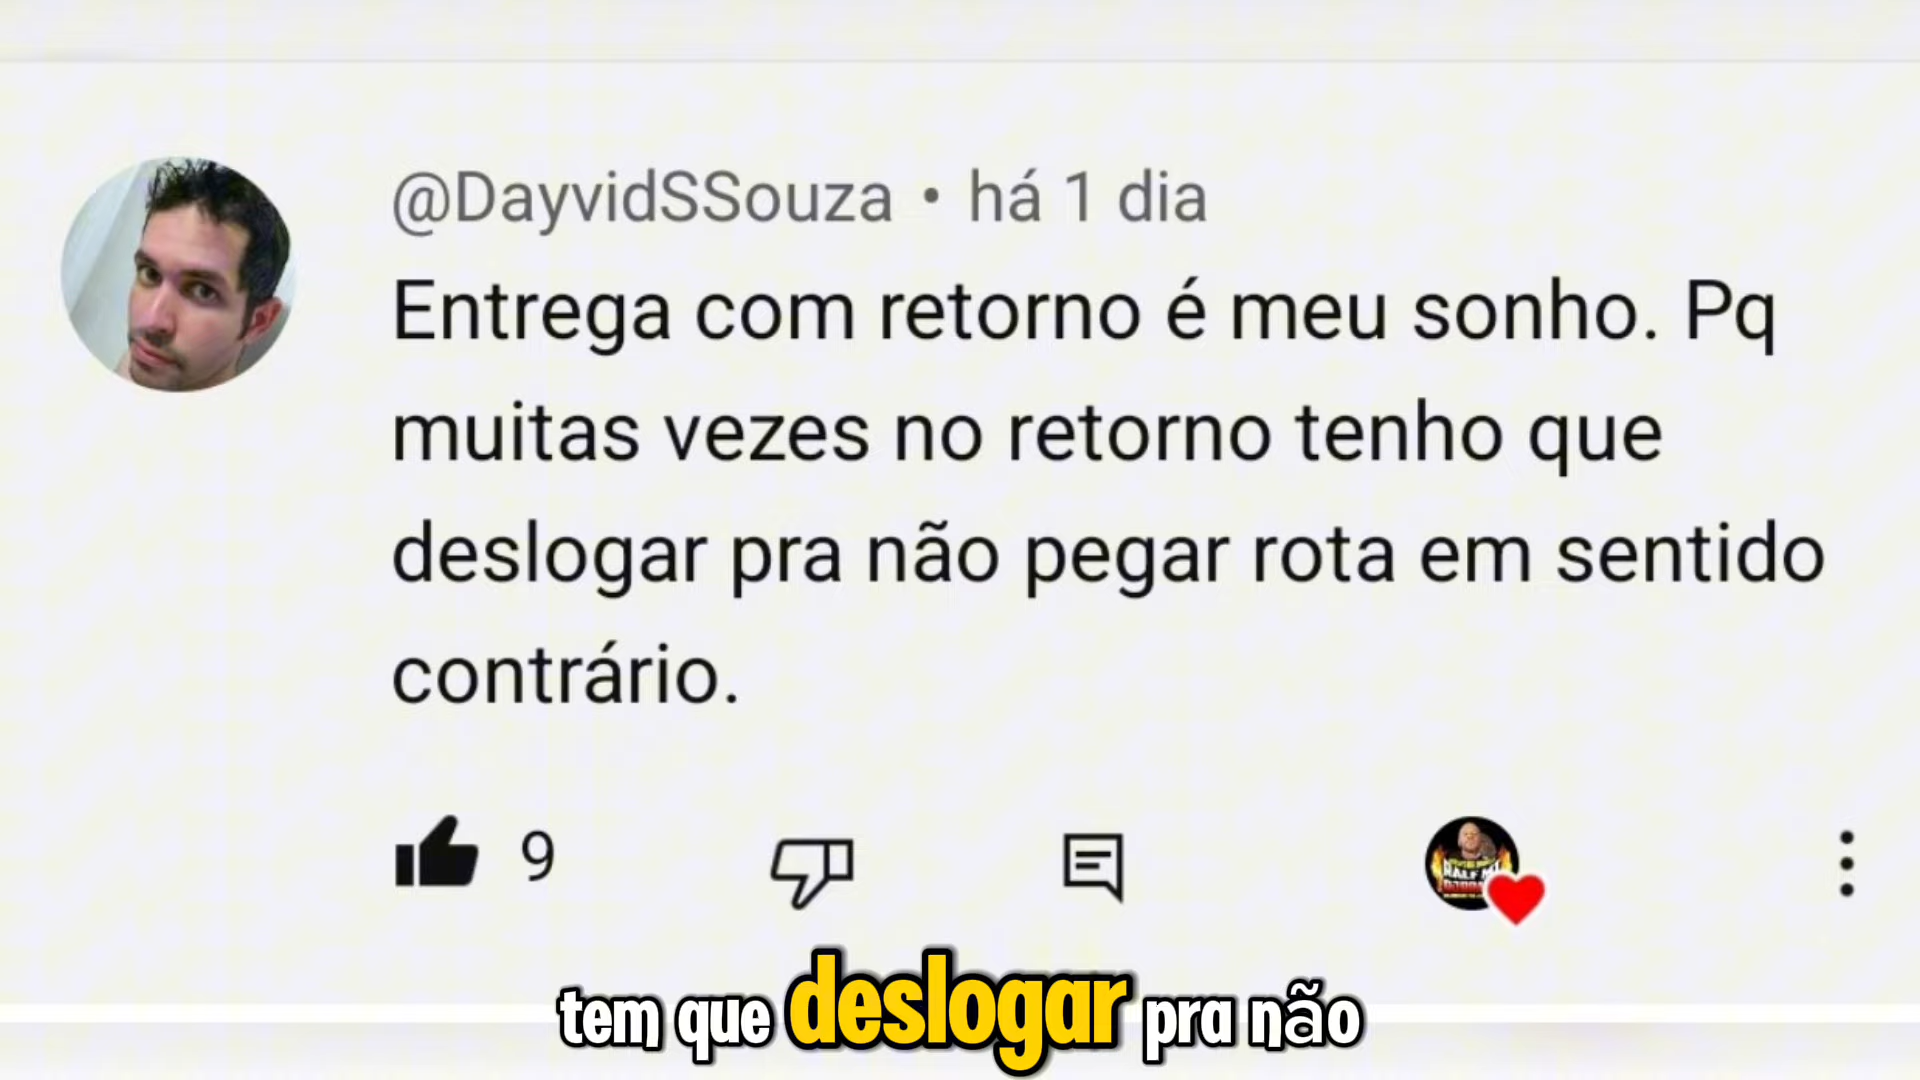 @DayvidSSouza • há 1 dia
Entrega com retorno é meu sonho. Pq
muitas vezes no retorno tenho que
deslogar pra não pegar rota em sentido
contrário.
9
tem que deslogar pra não